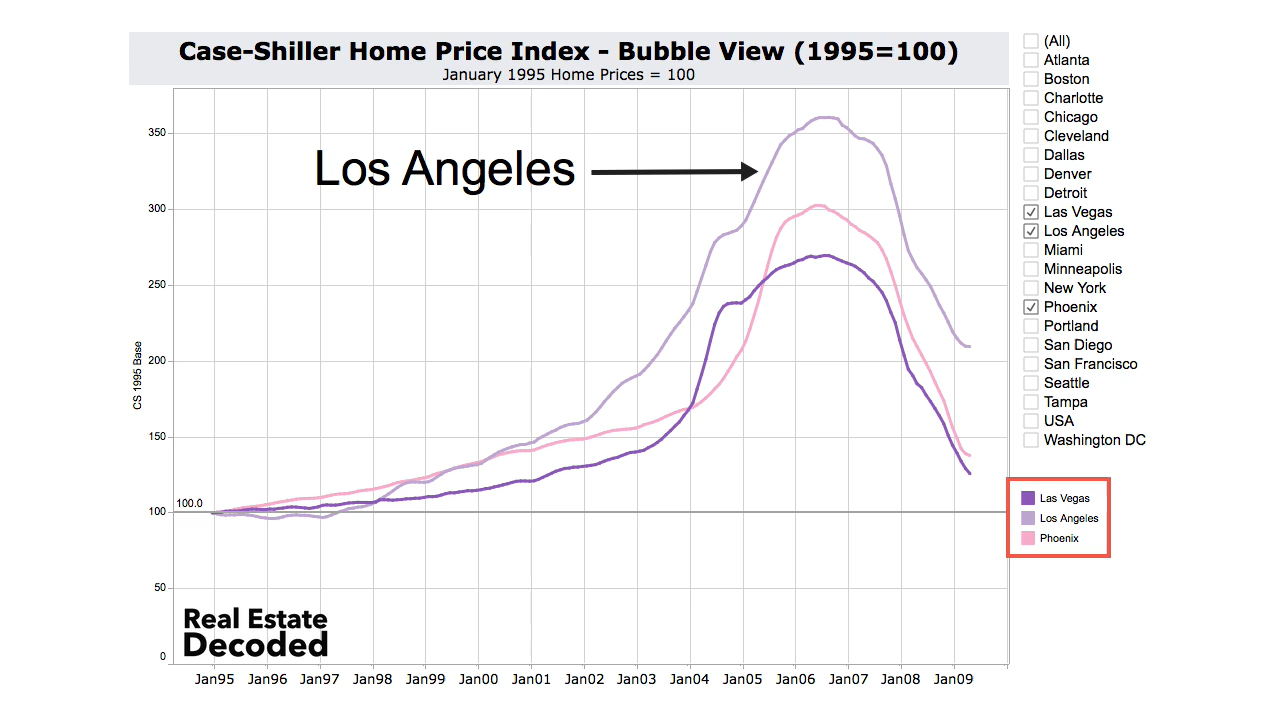 Case-Shiller Home Price Index - Bubble View (1995=100)
January 1995 Home Prices = 100
(All)
Atlanta
Boston
Charlotte
Chicago
Cleveland
Dallas
Denver
Detroit
Las Vegas
Los Angeles
Miami
Minneapolis
New York
Phoenix
Portland
San Diego
San Francisco
Seattle
Tampa
USA
Washington DC
Los Angeles
CS 1995 Base
350
300
250
200
150
100.0
100
50
0
Las Vegas
Los Angeles
Phoenix
Real Estate
Decoded
Jan95 Jan96 Jan97 Jan98 Jan99 Jan00 Jan01 Jan02 Jan03 Jan04 Jan05 Jan06 Jan07 Jan08 Jan09